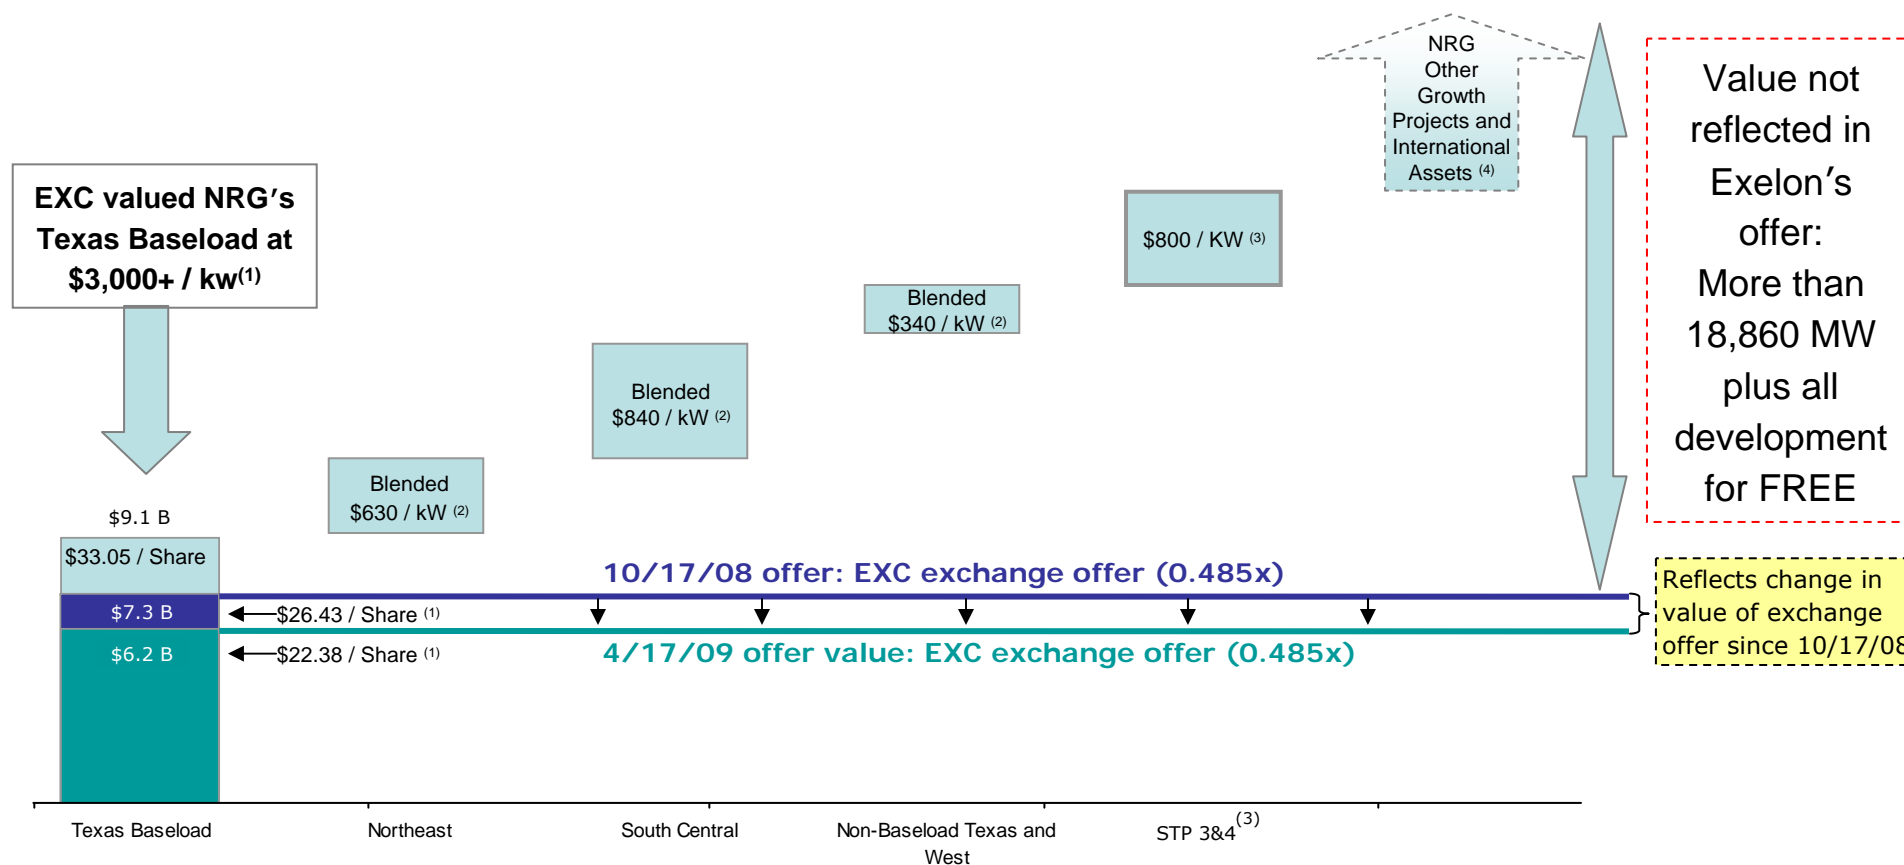 NRG
Other
Growth
Projects and
International
Assets (4)
Value not
reflected in
Exelon's
offer:
More than
18,860 MW
plus all
development
for FREE
EXC valued NRG's
Texas Baseload at
$3,000+ / kw(1)
$800 / KW (3)
Blended
$340 / kW (2)
Blended
$840 / kW (2)
Blended
$630 / kW (2)
$9.1 B
$33.05 / Share
10/17/08 offer: EXC exchange offer (0.485x)
$7.3 B
$26.43 / Share (1)
$6.2 B
$22.38 / Share (1)
4/17/09 offer value: EXC exchange offer (0.485x)
Reflects change in
value of exchange
offer since 10/17/08
Texas Baseload
Northeast
South Central
Non-Baseload Texas and
West
STP 3&4(3)